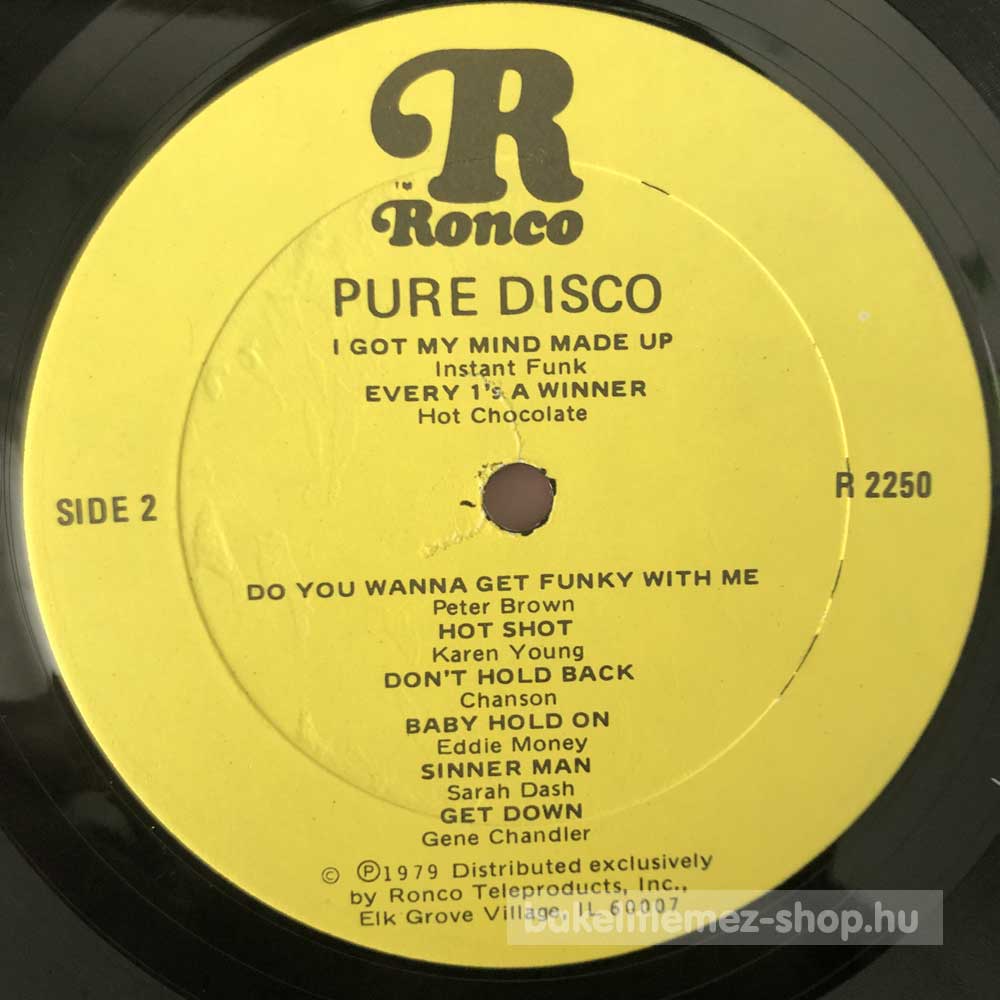 R
Ronco
PURE DISCO
I GOT MY MIND MADE UP
Instant Funk
EVERY 1's A WINNER
Hot Chocolate
SIDE 2
R 2250
DO YOU WANNA GET FUNKY WITH ME
Peter Brown
HOT SHOT
Karen Young
DON'T HOLD BACK
Chanson
BABY HOLD ON
Eddie Money
SINNER MAN
Sarah Dash
GET DOWN
Gene Chandler
© ℗1979 Distributed exclusively
by Ronco Teleproducts, Inc.,
Elk Grove Village, IL 60007
bakelitlemez-shop.hu